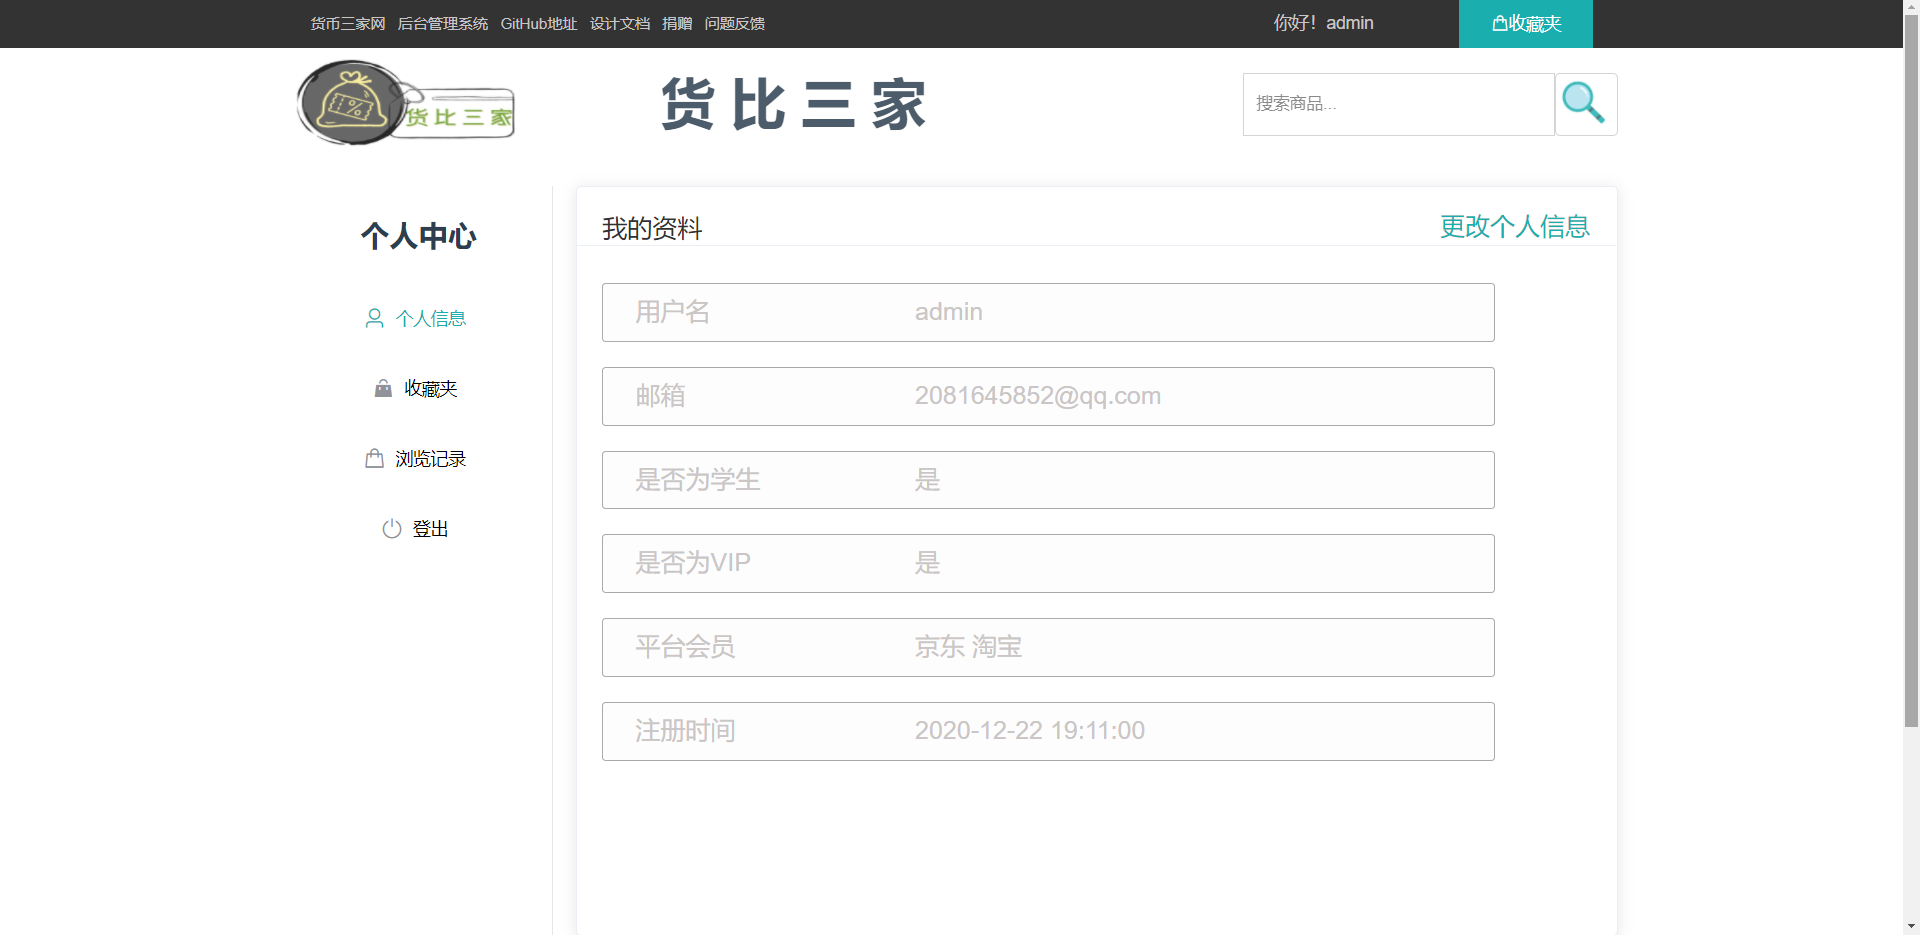 货币三家网 后台管理系统 GitHub地址 设计文档 捐赠 问题反馈 你好！admin 收藏夹
货比三家
货比三家
搜索商品...
个人中心
个人信息
收藏夹
浏览记录
登出
我的资料 更改个人信息
用户名 admin
邮箱 2081645852@qq.com
是否为学生 是
是否为VIP 是
平台会员 京东 淘宝
注册时间 2020-12-22 19:11:00